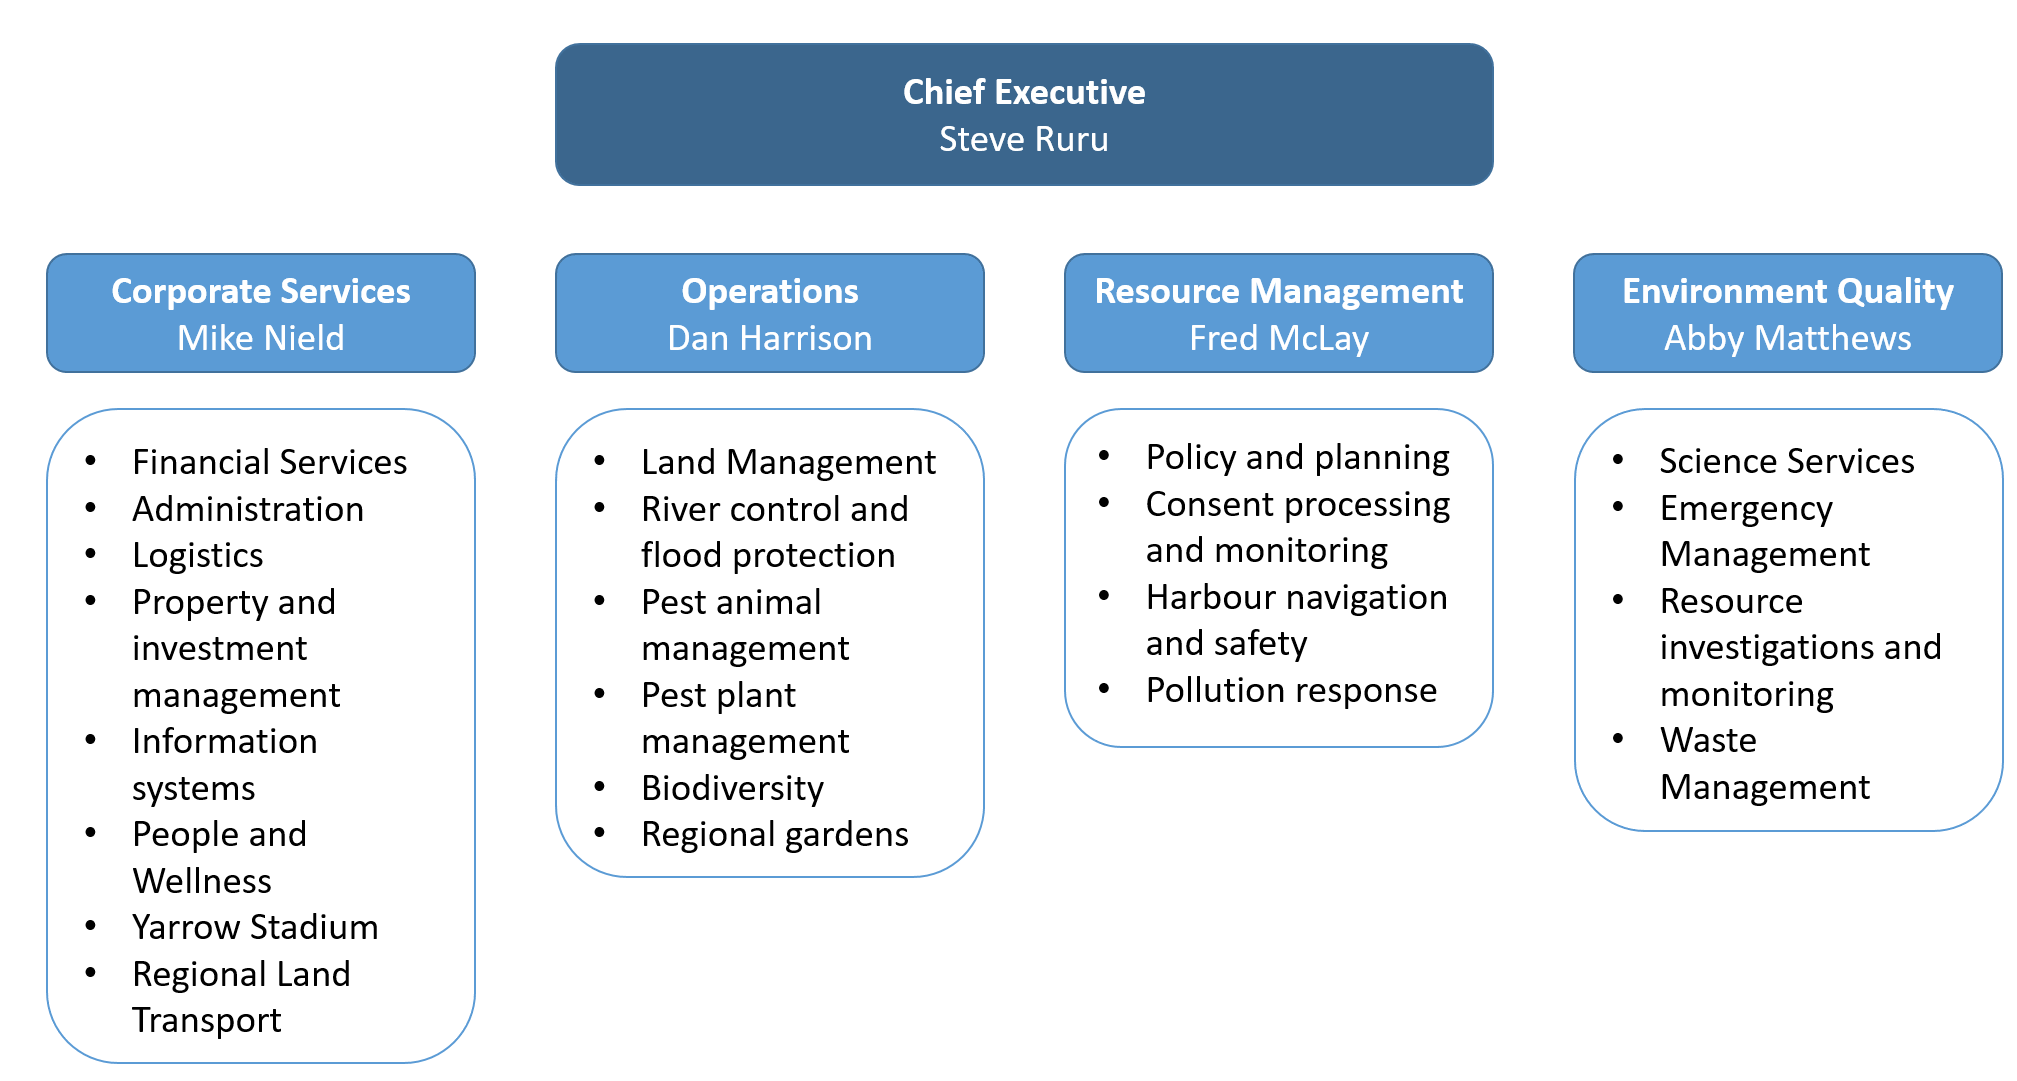 Chief Executive
Steve Ruru
Corporate Services
Mike Nield
• Financial Services
• Administration
• Logistics
• Property and
investment
management
• Information
systems
• People and
Wellness
• Yarrow Stadium
• Regional Land
Transport
Operations
Dan Harrison
• Land Management
• River control and
flood protection
• Pest animal
management
• Pest plant
management
• Biodiversity
• Regional gardens
Resource Management
Fred McLay
• Policy and planning
• Consent processing
and monitoring
• Harbour navigation
and safety
• Pollution response
Environment Quality
Abby Matthews
• Science Services
• Emergency
Management
• Resource
investigations and
monitoring
• Waste
Management